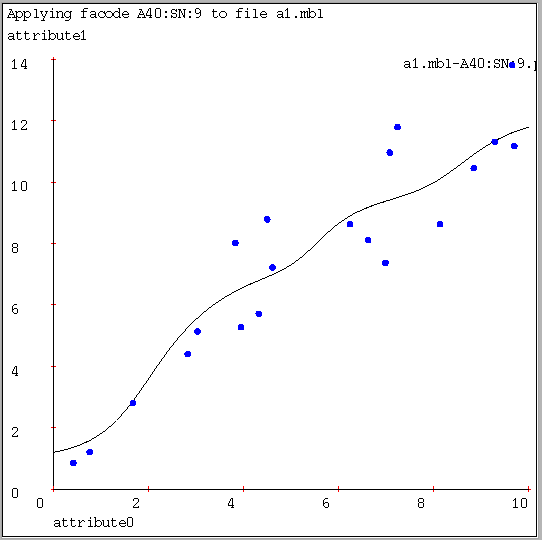 Applying facode A40:SN:9 to file a1.mbl
attribute1
a1.mbl-A40:SN:9.p
14
12
10
8
6
4
2
0
0 2 4 6 8 10
attribute0